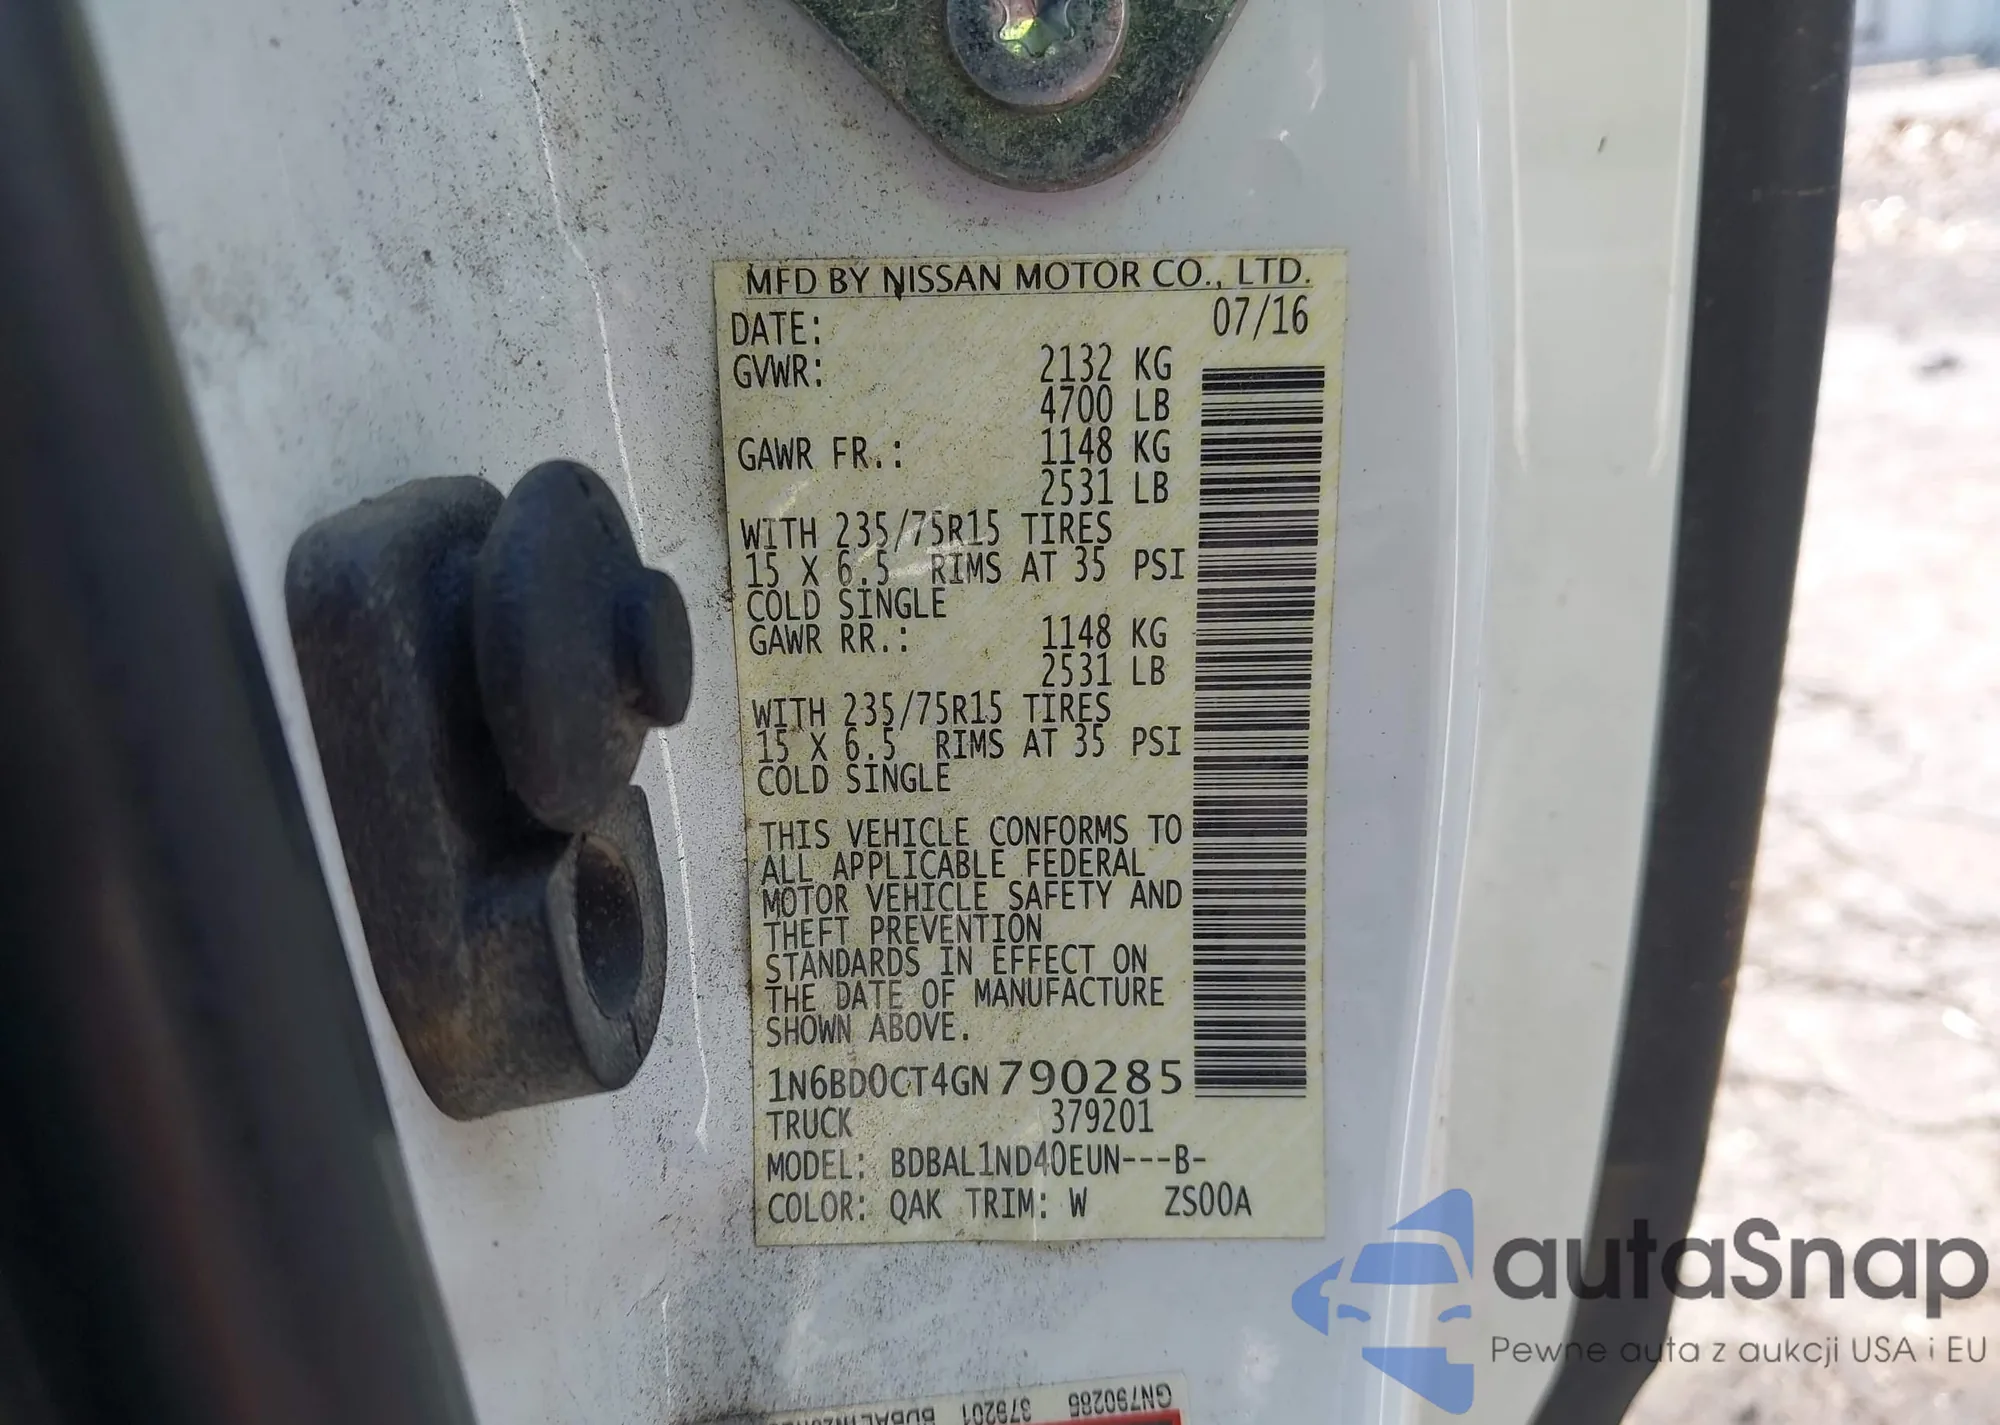 MFD BY NISSAN MOTOR CO., LTD.
DATE: 07/16
GVWR: 2132 KG
4700 LB
GAWR FR.: 1148 KG
2531 LB
WITH 235/75R15 TIRES
15 X 6.5 RIMS AT 35 PSI
COLD SINGLE
GAWR RR.: 1148 KG
2531 LB
WITH 235/75R15 TIRES
15 X 6.5 RIMS AT 35 PSI
COLD SINGLE
THIS VEHICLE CONFORMS TO
ALL APPLICABLE FEDERAL
MOTOR VEHICLE SAFETY AND
THEFT PREVENTION
STANDARDS IN EFFECT ON
THE DATE OF MANUFACTURE
SHOWN ABOVE.
1N6BD0CT4GN790285
TRUCK 379201
MODEL: BDBAL1ND40EUN---B-
COLOR: QAK TRIM: W ZS00A
autaSnap
Pewne auta z aukcji USA i EU
GN790285 379201